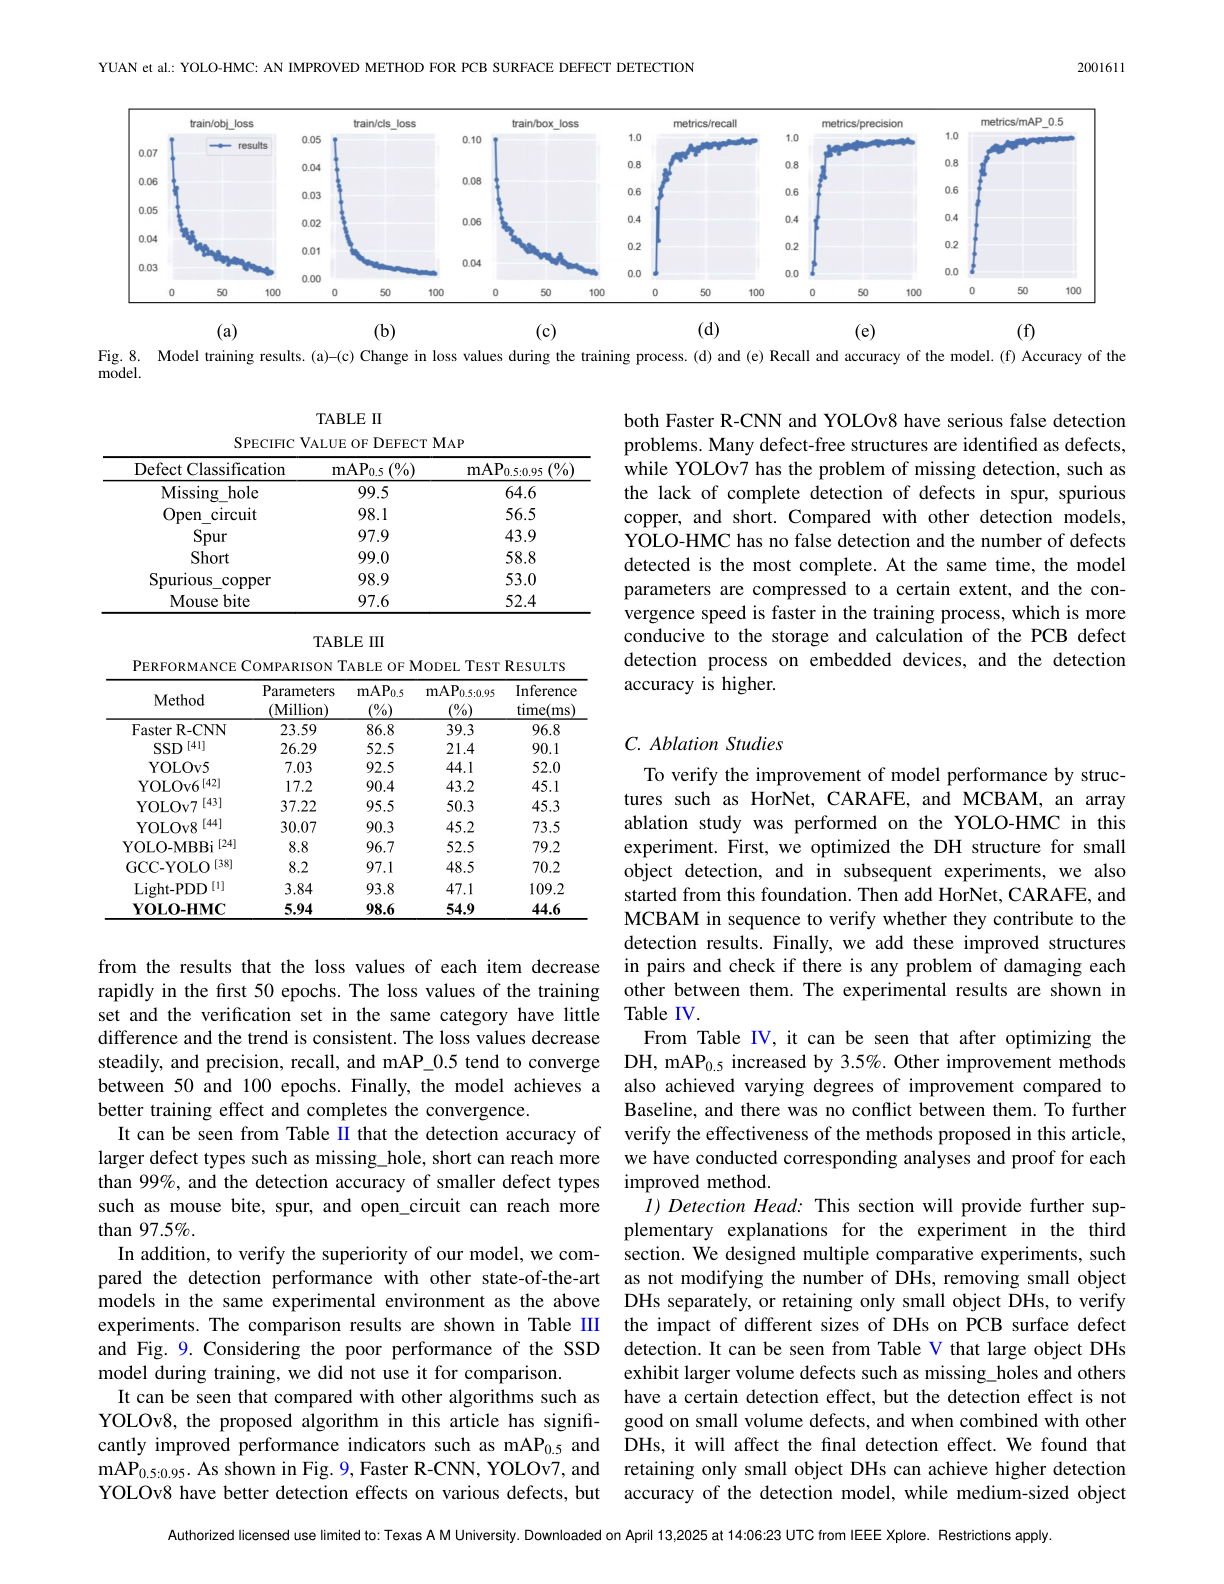 YUAN et al.: YOLO-HMC: AN IMPROVED METHOD FOR PCB SURFACE DEFECT DETECTION 2001611
train/obj_loss
results
0.07
0.06
0.05
0.04
0.03
0 50 100
train/cls_loss
0.05
0.04
0.03
0.02
0.01
0.00
0 50 100
train/box_loss
0.10
0.08
0.06
0.04
0 50 100
metrics/recall
1.0
0.8
0.6
0.4
0.2
0.0
0 50 100
metrics/precision
1.0
0.8
0.6
0.4
0.2
0.0
0 50 100
metrics/mAP_0.5
1.0
0.8
0.6
0.4
0.2
0.0
0 50 100
(a) (b) (c) (d) (e) (f)
Fig. 8. Model training results. (a)–(c) Change in loss values during the training process. (d) and (e) Recall and accuracy of the model. (f) Accuracy of the
model.
TABLE II
SPECIFIC VALUE OF DEFECT MAP
Defect Classification mAP0.5 (%) mAP0.5:0.95 (%)
Missing_hole 99.5 64.6
Open_circuit 98.1 56.5
Spur 97.9 43.9
Short 99.0 58.8
Spurious_copper 98.9 53.0
Mouse bite 97.6 52.4
TABLE III
PERFORMANCE COMPARISON TABLE OF MODEL TEST RESULTS
Method Parameters mAP0.5 mAP0.5:0.95 Inference
(Million) (%) (%) time(ms)
Faster R-CNN 23.59 86.8 39.3 96.8
SSD [41] 26.29 52.5 21.4 90.1
YOLOv5 7.03 92.5 44.1 52.0
YOLOv6 [42] 17.2 90.4 43.2 45.1
YOLOv7 [43] 37.22 95.5 50.3 45.3
YOLOv8 [44] 30.07 90.3 45.2 73.5
YOLO-MBBi [24] 8.8 96.7 52.5 79.2
GCC-YOLO [38] 8.2 97.1 48.5 70.2
Light-PDD [1] 3.84 93.8 47.1 109.2
YOLO-HMC 5.94 98.6 54.9 44.6
from the results that the loss values of each item decrease
rapidly in the first 50 epochs. The loss values of the training
set and the verification set in the same category have little
difference and the trend is consistent. The loss values decrease
steadily, and precision, recall, and mAP_0.5 tend to converge
between 50 and 100 epochs. Finally, the model achieves a
better training effect and completes the convergence.
It can be seen from Table II that the detection accuracy of
larger defect types such as missing_hole, short can reach more
than 99%, and the detection accuracy of smaller defect types
such as mouse bite, spur, and open_circuit can reach more
than 97.5%.
In addition, to verify the superiority of our model, we com-
pared the detection performance with other state-of-the-art
models in the same experimental environment as the above
experiments. The comparison results are shown in Table III
and Fig. 9. Considering the poor performance of the SSD
model during training, we did not use it for comparison.
It can be seen that compared with other algorithms such as
YOLOv8, the proposed algorithm in this article has signifi-
cantly improved performance indicators such as mAP0.5 and
mAP0.5:0.95. As shown in Fig. 9, Faster R-CNN, YOLOv7, and
YOLOv8 have better detection effects on various defects, but
both Faster R-CNN and YOLOv8 have serious false detection
problems. Many defect-free structures are identified as defects,
while YOLOv7 has the problem of missing detection, such as
the lack of complete detection of defects in spur, spurious
copper, and short. Compared with other detection models,
YOLO-HMC has no false detection and the number of defects
detected is the most complete. At the same time, the model
parameters are compressed to a certain extent, and the con-
vergence speed is faster in the training process, which is more
conducive to the storage and calculation of the PCB defect
detection process on embedded devices, and the detection
accuracy is higher.
C. Ablation Studies
To verify the improvement of model performance by struc-
tures such as HorNet, CARAFE, and MCBAM, an array
ablation study was performed on the YOLO-HMC in this
experiment. First, we optimized the DH structure for small
object detection, and in subsequent experiments, we also
started from this foundation. Then add HorNet, CARAFE, and
MCBAM in sequence to verify whether they contribute to the
detection results. Finally, we add these improved structures
in pairs and check if there is any problem of damaging each
other between them. The experimental results are shown in
Table IV.
From Table IV, it can be seen that after optimizing the
DH, mAP0.5 increased by 3.5%. Other improvement methods
also achieved varying degrees of improvement compared to
Baseline, and there was no conflict between them. To further
verify the effectiveness of the methods proposed in this article,
we have conducted corresponding analyses and proof for each
improved method.
1) Detection Head: This section will provide further sup-
plementary explanations for the experiment in the third
section. We designed multiple comparative experiments, such
as not modifying the number of DHs, removing small object
DHs separately, or retaining only small object DHs, to verify
the impact of different sizes of DHs on PCB surface defect
detection. It can be seen from Table V that large object DHs
exhibit larger volume defects such as missing_holes and others
have a certain detection effect, but the detection effect is not
good on small volume defects, and when combined with other
DHs, it will affect the final detection effect. We found that
retaining only small object DHs can achieve higher detection
accuracy of the detection model, while medium-sized object
Authorized licensed use limited to: Texas A M University. Downloaded on April 13,2025 at 14:06:23 UTC from IEEE Xplore. Restrictions apply.